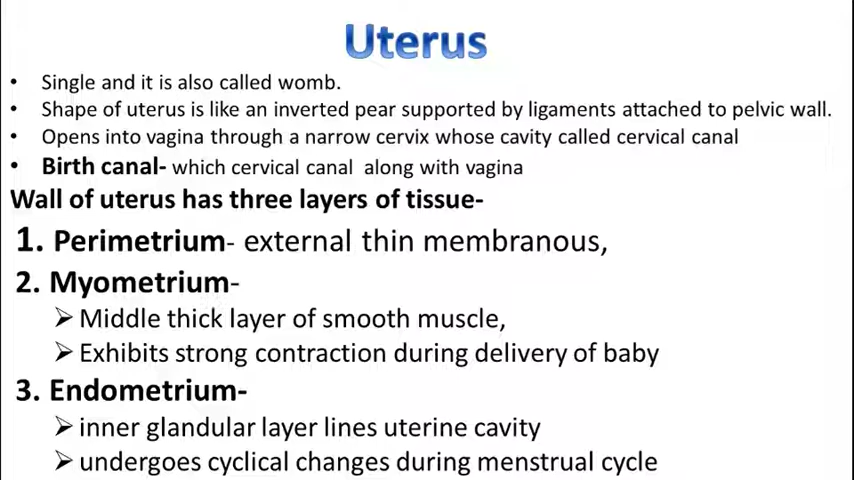 Uterus
• Single and it is also called womb.
• Shape of uterus is like an inverted pear supported by ligaments attached to pelvic wall.
• Opens into vagina through a narrow cervix whose cavity called cervical canal
• Birth canal- which cervical canal along with vagina
Wall of uterus has three layers of tissue-
1. Perimetrium- external thin membranous,
2. Myometrium-
➢ Middle thick layer of smooth muscle,
➢ Exhibits strong contraction during delivery of baby
3. Endometrium-
➢ inner glandular layer lines uterine cavity
➢ undergoes cyclical changes during menstrual cycle